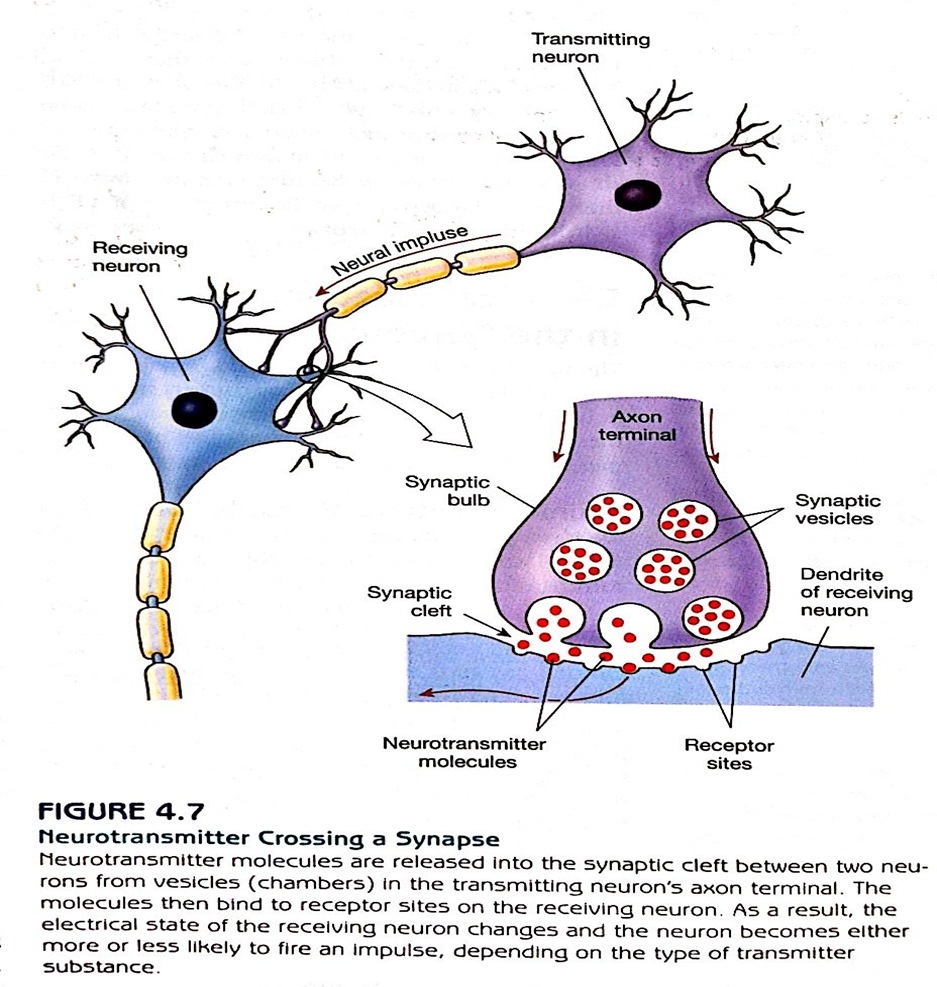 Transmitting
neuron
Neural impluse
Receiving
neuron
Axon
terminal
Synaptic
bulb
Synaptic
vesicles
Dendrite
of receiving
neuron
Synaptic
cleft
Neurotransmitter
molecules
Receptor
sites
FIGURE 4.7
Neurotransmitter Crossing a Synapse
Neurotransmitter molecules are released into the synaptic cleft between two neu-
rons from vesicles (chambers) in the transmitting neuron's axon terminal. The
molecules then bind to receptor sites on the receiving neuron. As a result, the
electrical state of the receiving neuron changes and the neuron becomes either
more or less likely to fire an impulse, depending on the type of transmitter
substance.